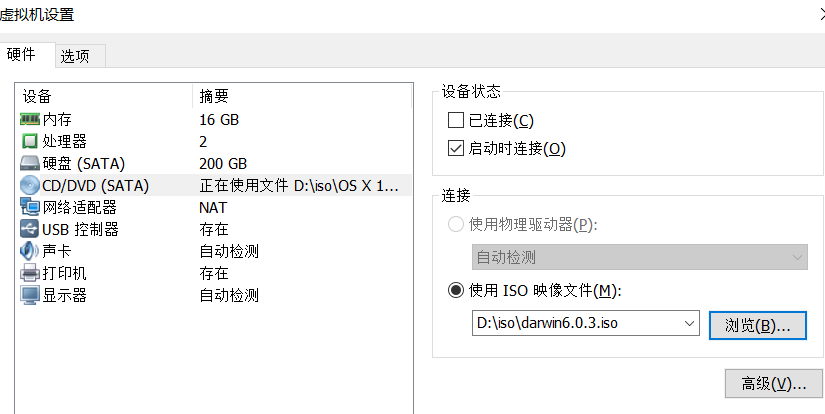 虚拟机设置
硬件 选项
设备 摘要
内存 16 GB
处理器 2
硬盘 (SATA) 200 GB
CD/DVD (SATA) 正在使用文件 D:\iso\OS X 1...
网络适配器 NAT
USB 控制器 存在
声卡 自动检测
打印机 存在
显示器 自动检测
设备状态
已连接(C)
启动时连接(O)
连接
使用物理驱动器(P):
自动检测
使用 ISO 映像文件(M):
D:\iso\darwin6.0.3.iso 浏览(B)...
高级(V)...